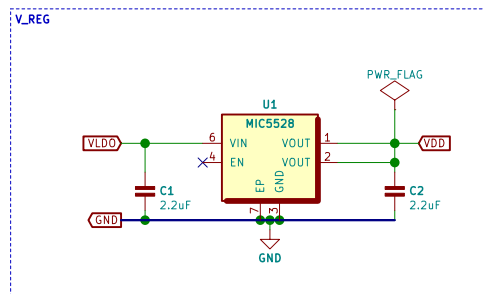 V_REG
PWR_FLAG
U1
MIC5528
VLDO
6
VIN
VOUT
1
VDD
4
EN
VOUT
2
EP
GND
C1
2.2uF
C2
2.2uF
7
3
GND
GND